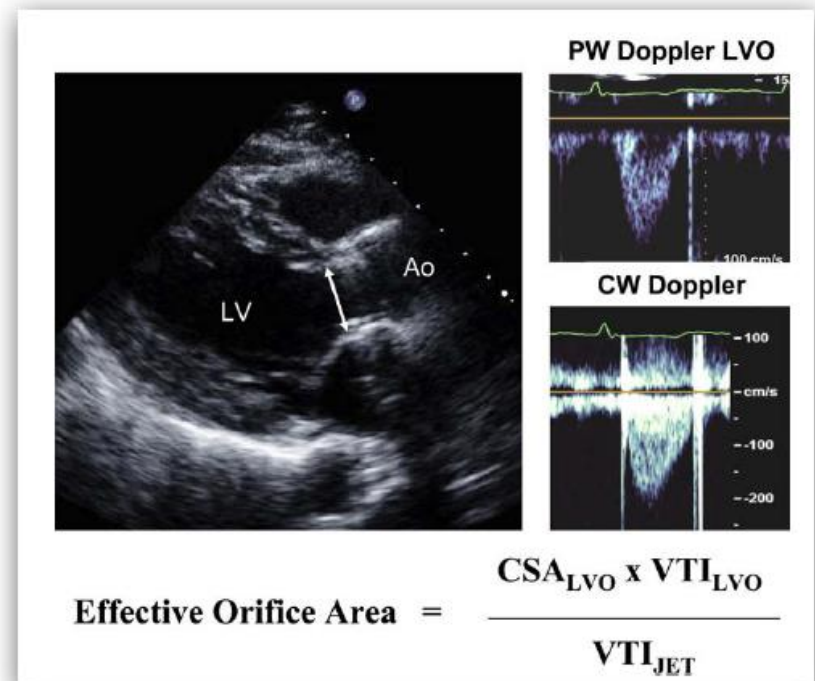 PW Doppler LVO
15
LV
Ao
100 cm/s
CW Doppler
100
cm/s
-100
-200
Effective Orifice Area = CSA_LVO x VTI_LVO
VTI_JET